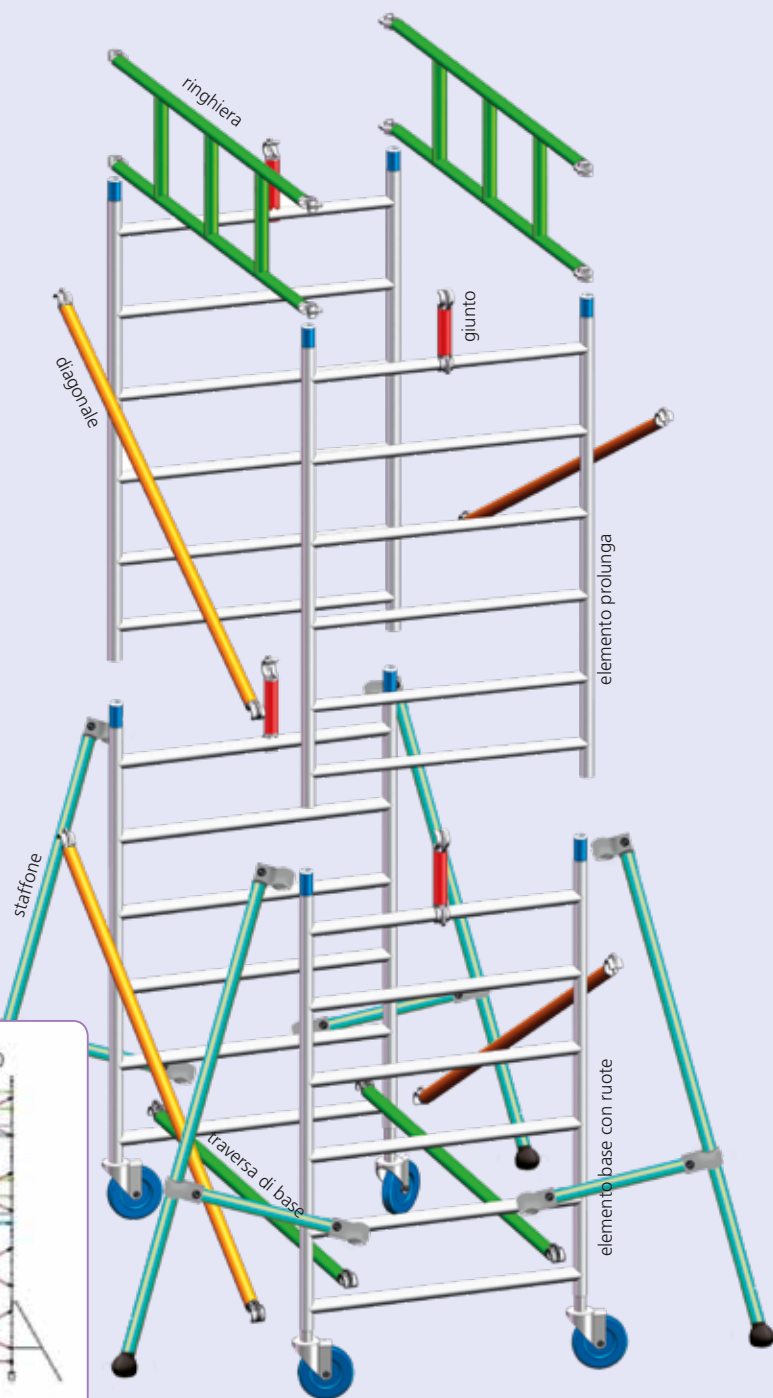 ringhiera
giunto
diagonale
elemento prolunga
staffone
traversa di base
elemento base con ruote